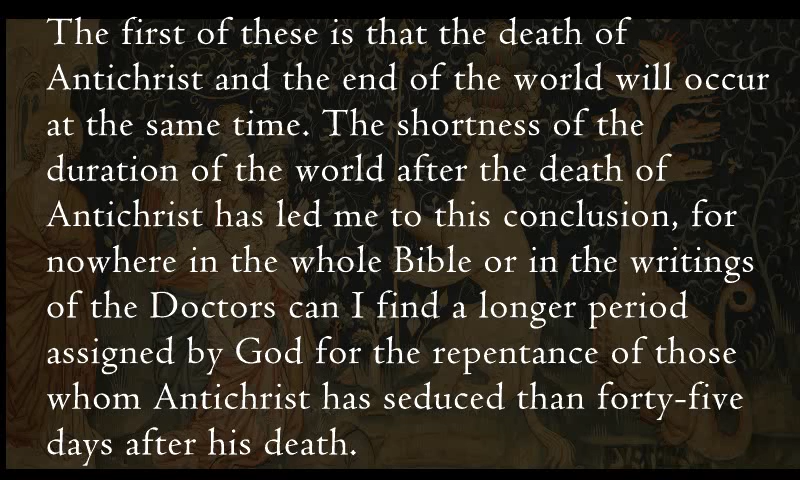 The first of these is that the death of
Antichrist and the end of the world will occur
at the same time. The shortness of the
duration of the world after the death of
Antichrist has led me to this conclusion, for
nowhere in the whole Bible or in the writings
of the Doctors can I find a longer period
assigned by God for the repentance of those
whom Antichrist has seduced than forty-five
days after his death.